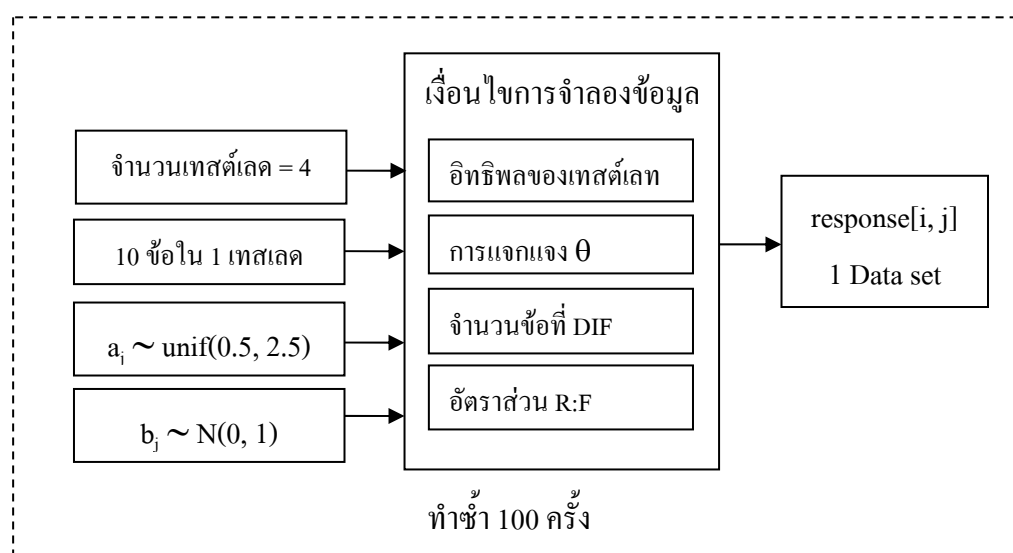 เงื่อนไขการจำลองข้อมูล
จำนวนเทสต์เลด = 4
10 ข้อใน 1 เทสเลด
a_j ~ unif(0.5, 2.5)
b_j ~ N(0, 1)
อิทธิพลของเทสต์เลท
การแจกแจง θ
จำนวนข้อที่ DIF
อัตราส่วน R:F
response[i, j]
1 Data set
ทำซ้ำ 100 ครั้ง